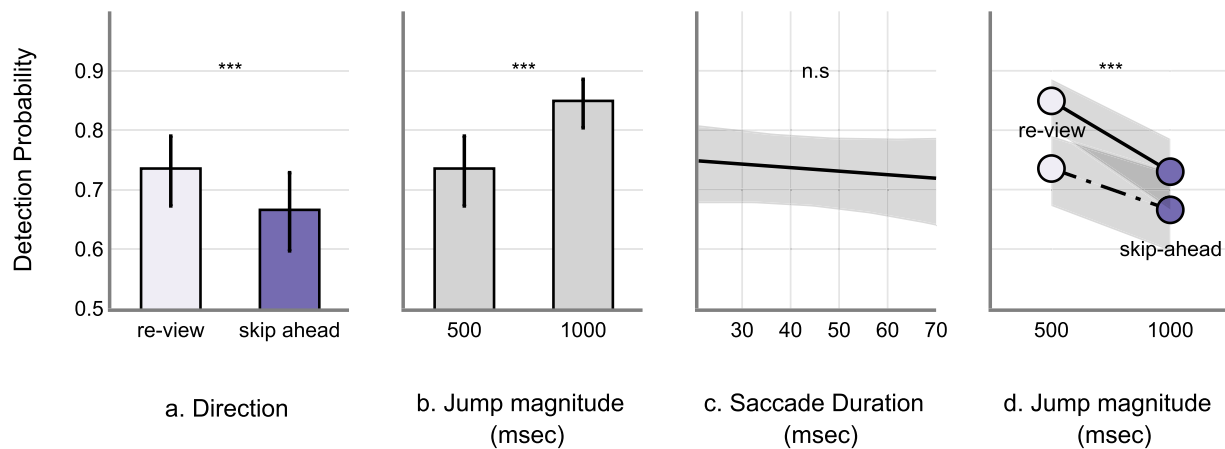 Detection Probability
0.9
0.8
0.7
0.6
0.5
***
re-view
skip ahead
a. Direction
***
500
1000
b. Jump magnitude
(msec)
n.s
30
40
50
60
70
c. Saccade Duration
(msec)
***
re-view
skip-ahead
500
1000
d. Jump magnitude
(msec)